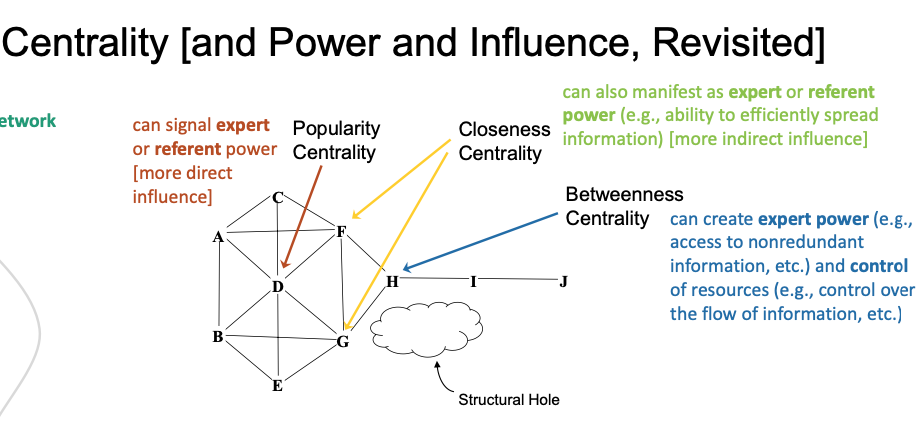 Centrality [and Power and Influence, Revisited]
etwork
can signal expert
or referent power
[more direct
influence]
Popularity
Centrality
Closeness
Centrality
can also manifest as expert or referent
power (e.g., ability to efficiently spread
information) [more indirect influence]
Betweenness
Centrality
can create expert power (e.g.,
access to nonredundant
information, etc.) and control
of resources (e.g., control over
the flow of information, etc.)
C
A
F
D
H
I
J
B
G
E
Structural Hole